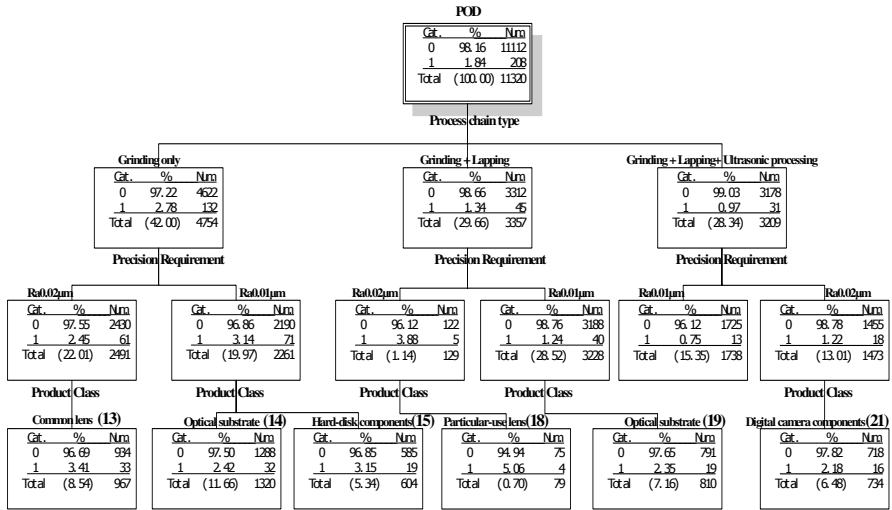 POD
Cat. % Num
0 98.16 11112
1 1.84 208
Total (100.00) 11320
Process chain type
Grinding only
Cat. % Num
0 97.22 4622
1 2.78 132
Total (42.00) 4754
Grinding + Lapping
Cat. % Num
0 98.66 3312
1 1.34 45
Total (29.66) 3357
Grinding + Lapping+ Ultrasonic processing
Cat. % Num
0 99.03 3178
1 0.97 31
Total (28.34) 3209
Precision Requirement
Precision Requirement
Precision Requirement
Ra0.02μm
Cat. % Num
0 97.55 2430
1 2.45 61
Total (22.01) 2491
Ra0.01μm
Cat. % Num
0 96.86 2190
1 3.14 71
Total (19.97) 2261
Ra0.02μm
Cat. % Num
0 96.12 122
1 3.88 5
Total (1.14) 129
Ra0.01μm
Cat. % Num
0 98.76 3188
1 1.24 40
Total (28.52) 3228
Ra0.01μm
Cat. % Num
0 96.12 1725
1 0.75 13
Total (15.35) 1738
Ra0.02μm
Cat. % Num
0 98.78 1455
1 1.22 18
Total (13.01) 1473
Product Class
Product Class
Product Class
Product Class
Product Class
Common lens (13)
Cat. % Num
0 96.69 934
1 3.41 33
Total (8.54) 967
Optical substrate (14)
Cat. % Num
0 97.50 1288
1 2.42 32
Total (11.66) 1320
Hard-disk components(15)
Cat. % Num
0 96.85 585
1 3.15 19
Total (5.34) 604
Particular-use lens(18)
Cat. % Num
0 94.94 75
1 5.06 4
Total (0.70) 79
Optical substrate (19)
Cat. % Num
0 97.65 791
1 2.35 19
Total (7.16) 810
Digital camera components (21)
Cat. % Num
0 97.82 718
1 2.18 16
Total (6.48) 734